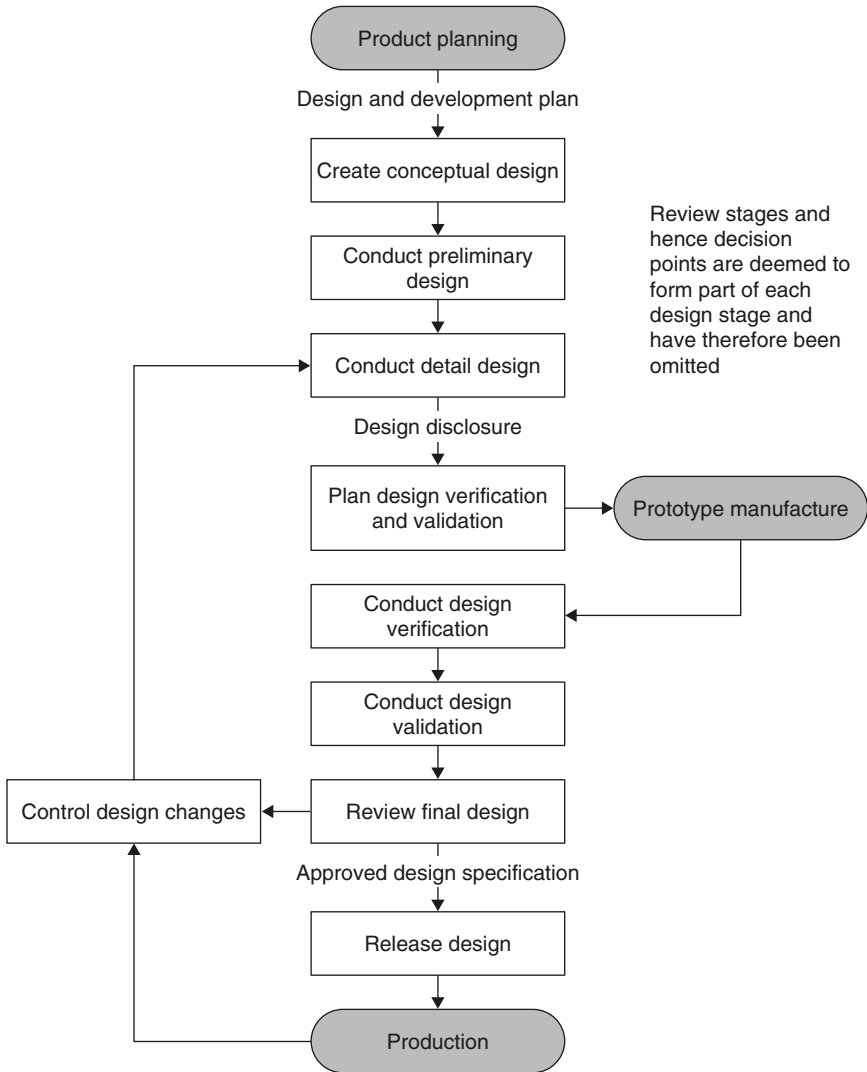 Product planning
Design and development plan
Create conceptual design
Review stages and
hence decision
points are deemed to
form part of each
design stage and
have therefore been
omitted
Conduct preliminary
design
Conduct detail design
Design disclosure
Plan design verification
and validation
Prototype manufacture
Conduct design
verification
Conduct design
validation
Control design changes
Review final design
Approved design specification
Release design
Production